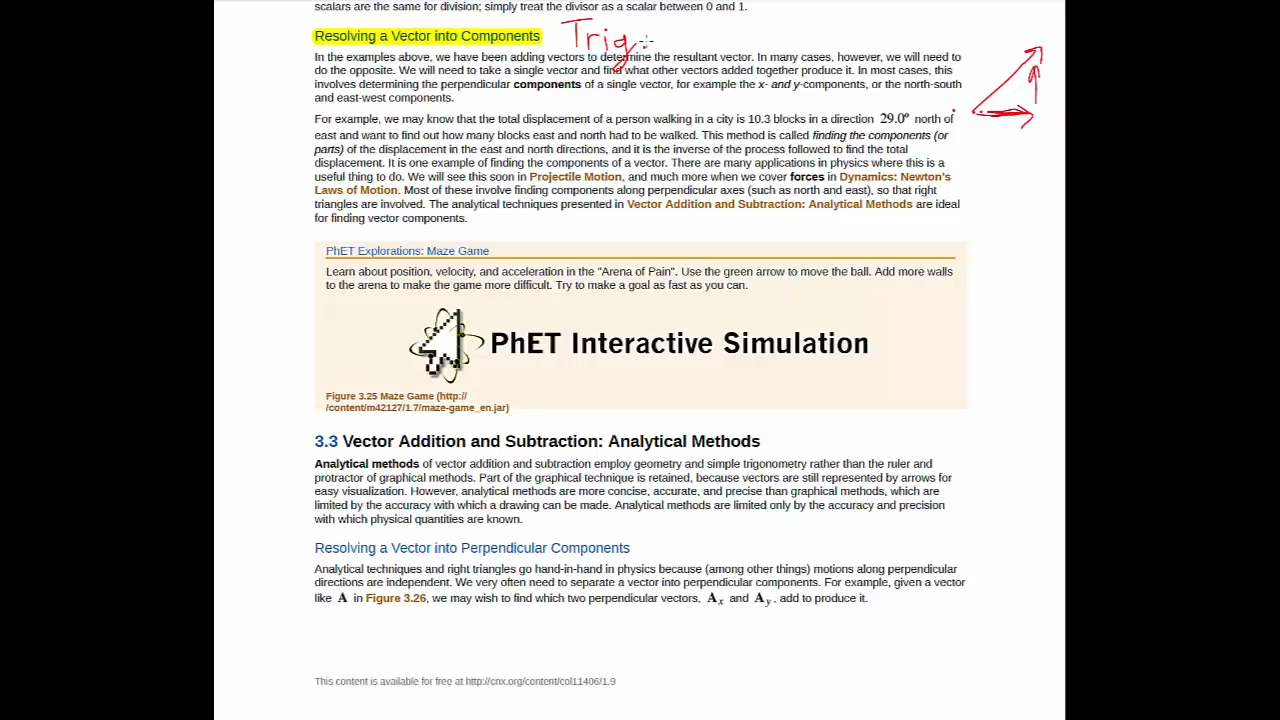 scalars are the same for division; simply treat the divisor as a scalar between 0 and 1.
Resolving a Vector into Components
Trig
In the examples above, we have been adding vectors to determine the resultant vector. In many cases, however, we will need to
do the opposite. We will need to take a single vector and find what other vectors added together produce it. In most cases, this
involves determining the perpendicular components of a single vector, for example the x- and y-components, or the north-south
and east-west components.
For example, we may know that the total displacement of a person walking in a city is 10.3 blocks in a direction 29.0º north of
east and want to find out how many blocks east and north had to be walked. This method is called finding the components (or
parts) of the displacement in the east and north directions, and it is the inverse of the process followed to find the total
displacement. It is one example of finding the components of a vector. There are many applications in physics where this is a
useful thing to do. We will see this soon in Projectile Motion, and much more when we cover forces in Dynamics: Newton's
Laws of Motion. Most of these involve finding components along perpendicular axes (such as north and east), so that right
triangles are involved. The analytical techniques presented in Vector Addition and Subtraction: Analytical Methods are ideal
for finding vector components.
PhET Explorations: Maze Game
Learn about position, velocity, and acceleration in the "Arena of Pain". Use the green arrow to move the ball. Add more walls
to the arena to make the game more difficult. Try to make a goal as fast as you can.
PhET Interactive Simulation
Figure 3.25 Maze Game (http://
/content/m42127/1.7/maze-game_en.jar)
3.3 Vector Addition and Subtraction: Analytical Methods
Analytical methods of vector addition and subtraction employ geometry and simple trigonometry rather than the ruler and
protractor of graphical methods. Part of the graphical technique is retained, because vectors are still represented by arrows for
easy visualization. However, analytical methods are more concise, accurate, and precise than graphical methods, which are
limited by the accuracy with which a drawing can be made. Analytical methods are limited only by the accuracy and precision
with which physical quantities are known.
Resolving a Vector into Perpendicular Components
Analytical techniques and right triangles go hand-in-hand in physics because (among other things) motions along perpendicular
directions are independent. We very often need to separate a vector into perpendicular components. For example, given a vector
like A in Figure 3.26, we may wish to find which two perpendicular vectors, Ax and Ay, add to produce it.
This content is available for free at http://cnx.org/content/col11406/1.9